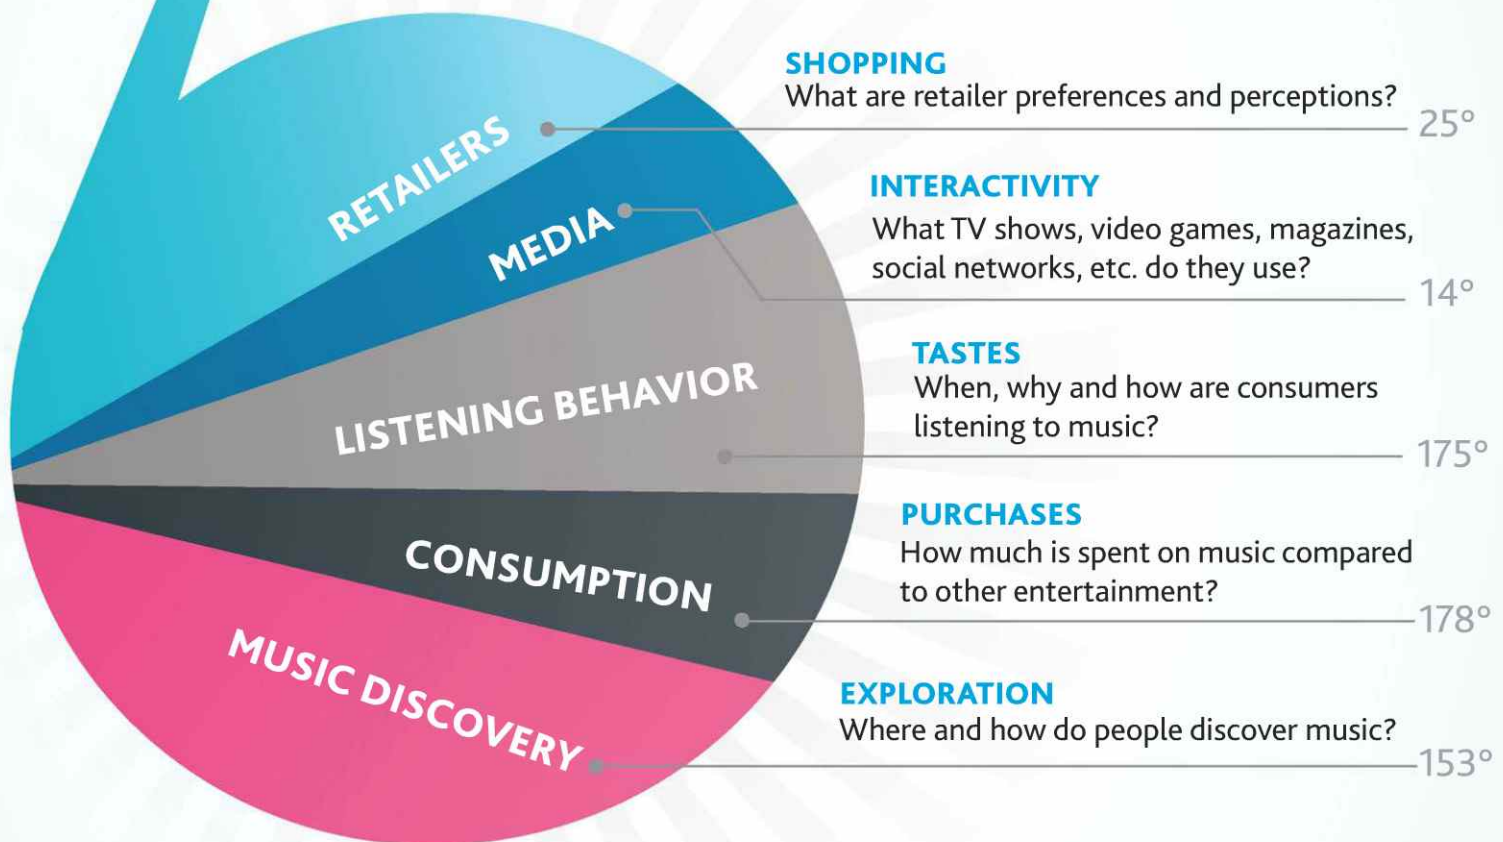 SHOPPING
What are retailer preferences and perceptions?
25°
RETAILERS
INTERACTIVITY
What TV shows, video games, magazines,
social networks, etc. do they use?
14°
MEDIA
TASTES
When, why and how are consumers
listening to music?
175°
LISTENING BEHAVIOR
PURCHASES
How much is spent on music compared
to other entertainment?
178°
CONSUMPTION
EXPLORATION
Where and how do people discover music?
153°
MUSIC DISCOVERY